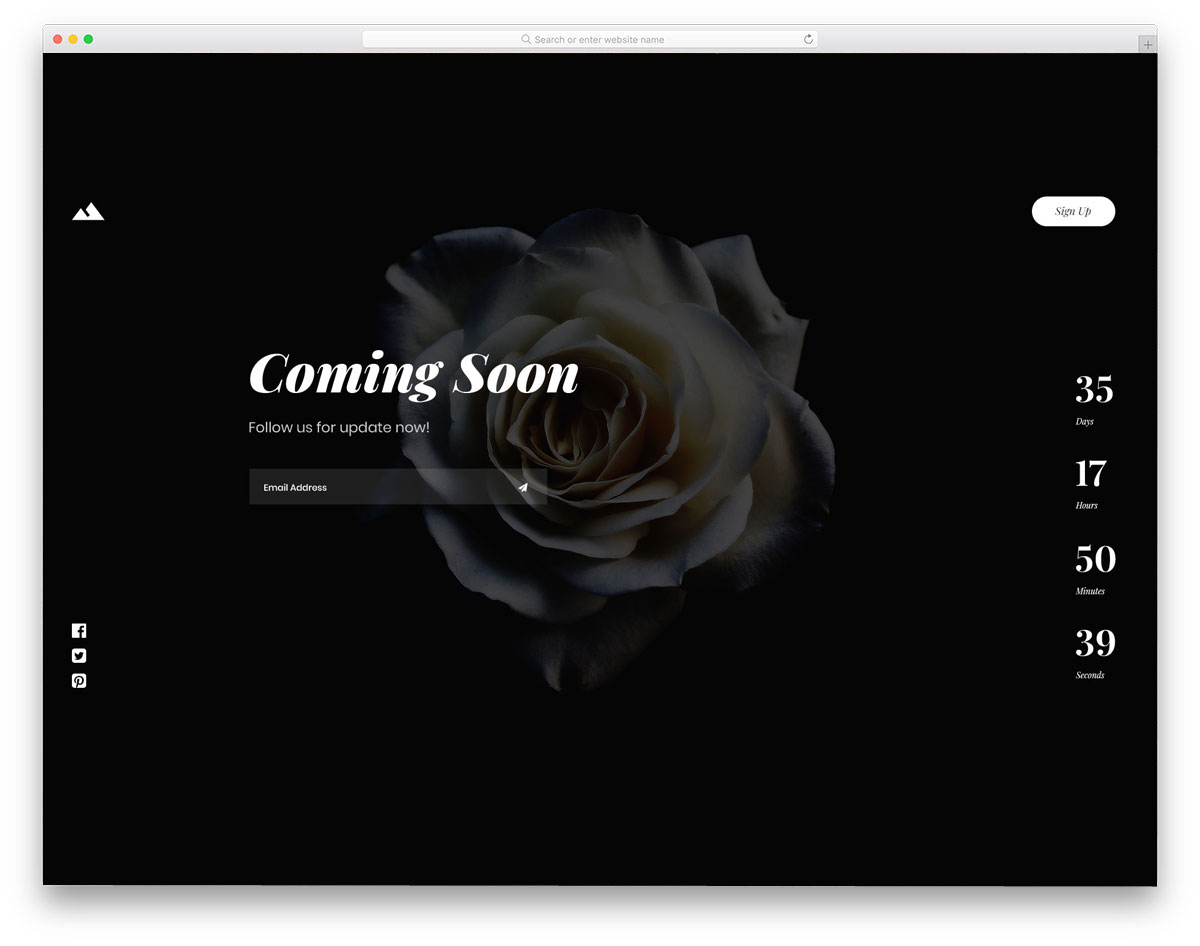 Search or enter website name
Sign Up
Coming Soon
Follow us for update now!
Email Address
35
Days
17
Hours
50
Minutes
39
Seconds